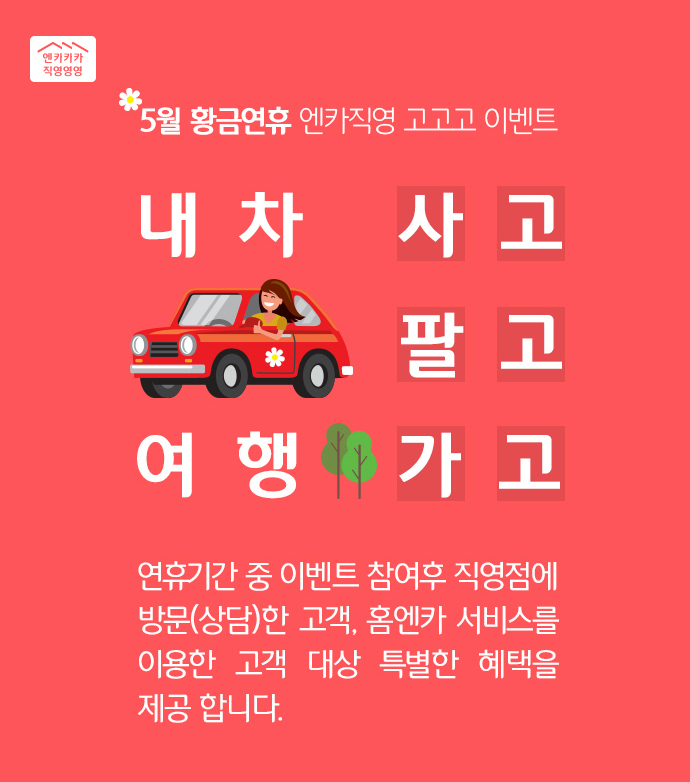 엔카카카
직영영영
5월 황금연휴 엔카직영 고고고 이벤트
내 차 사 고
팔 고
여 행 가 고
연휴기간 중 이벤트 참여후 직영점에
방문(상담)한 고객, 홈엔카 서비스를
이용한 고객 대상 특별한 혜택을
제공 합니다.